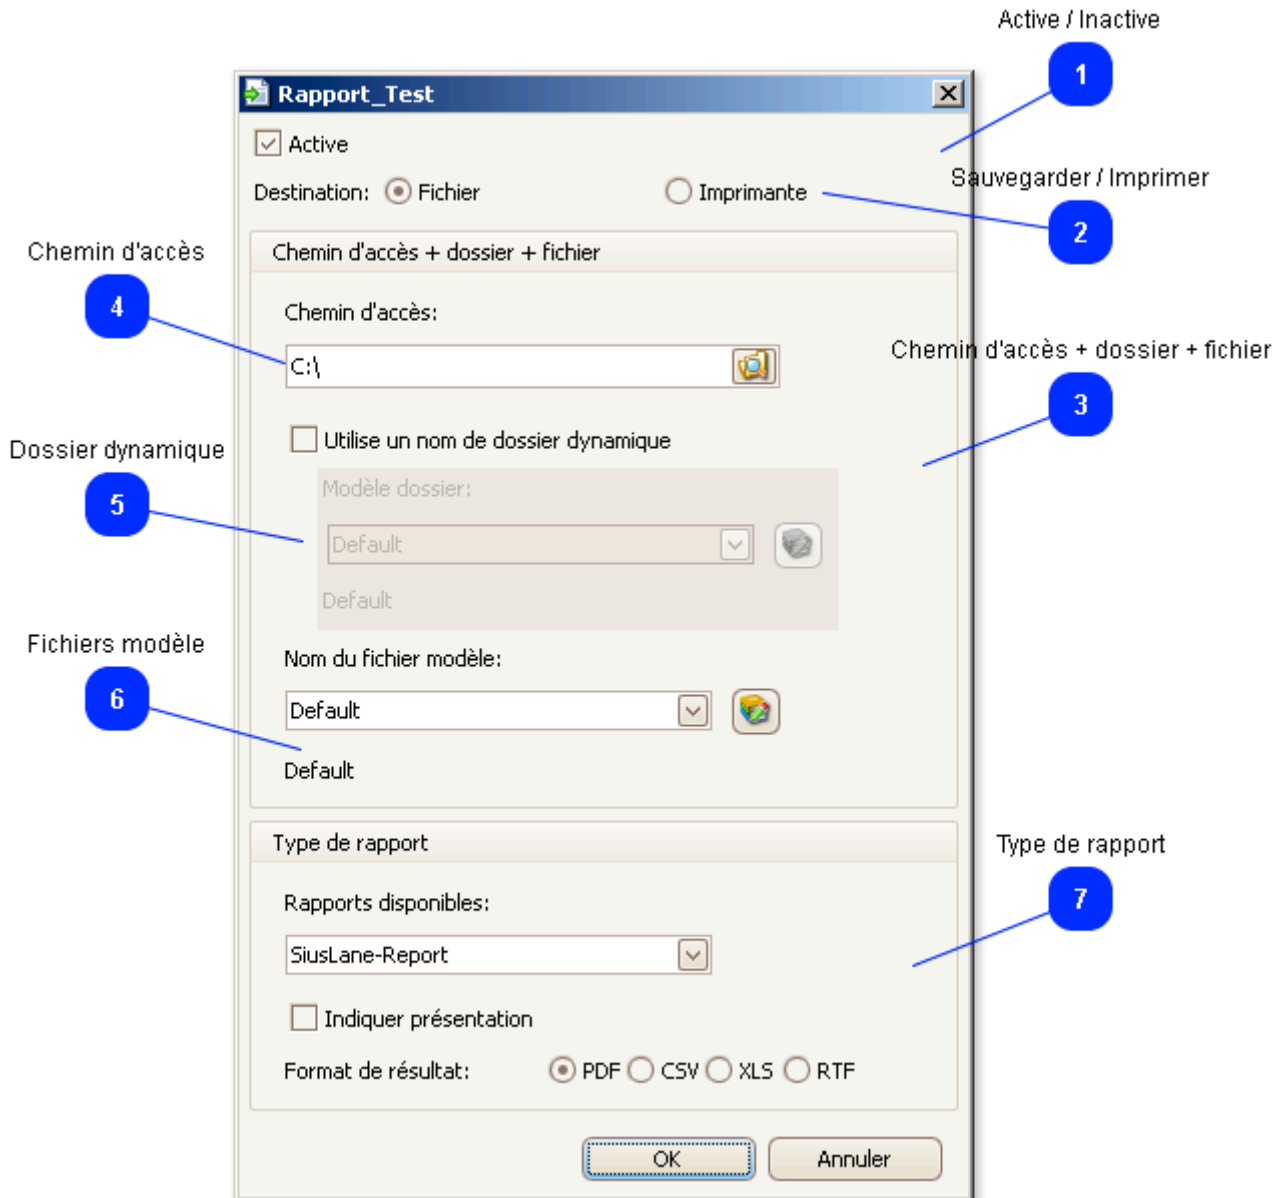 Active / Inactive
1
Rapport_Test
Active
Sauvegarder / Imprimer
Destination: Fichier Imprimante
2
Chemin d'accès
Chemin d'accès + dossier + fichier
4
Chemin d'accès:
Chemin d'accès + dossier + fichier
C:\
3
Dossier dynamique
Utilise un nom de dossier dynamique
5
Modèle dossier:
Default
Default
Fichiers modèle
Nom du fichier modèle:
6
Default
Default
Type de rapport
Type de rapport
7
Rapports disponibles:
SiusLane-Report
Indiquer présentation
Format de résultat: PDF CSV XLS RTF
OK Annuler